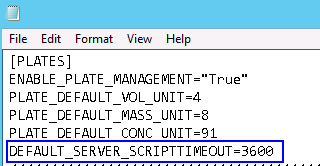 File Edit Format View Help
[PLATES]
ENABLE_PLATE_MANAGEMENT="True"
PLATE_DEFAULT_VOL_UNIT=4
PLATE_DEFAULT_MASS_UNIT=8
PLATE_DEFAULT_CONC_UNIT=91
DEFAULT_SERVER_SCRIPTTIMEOUT=3600